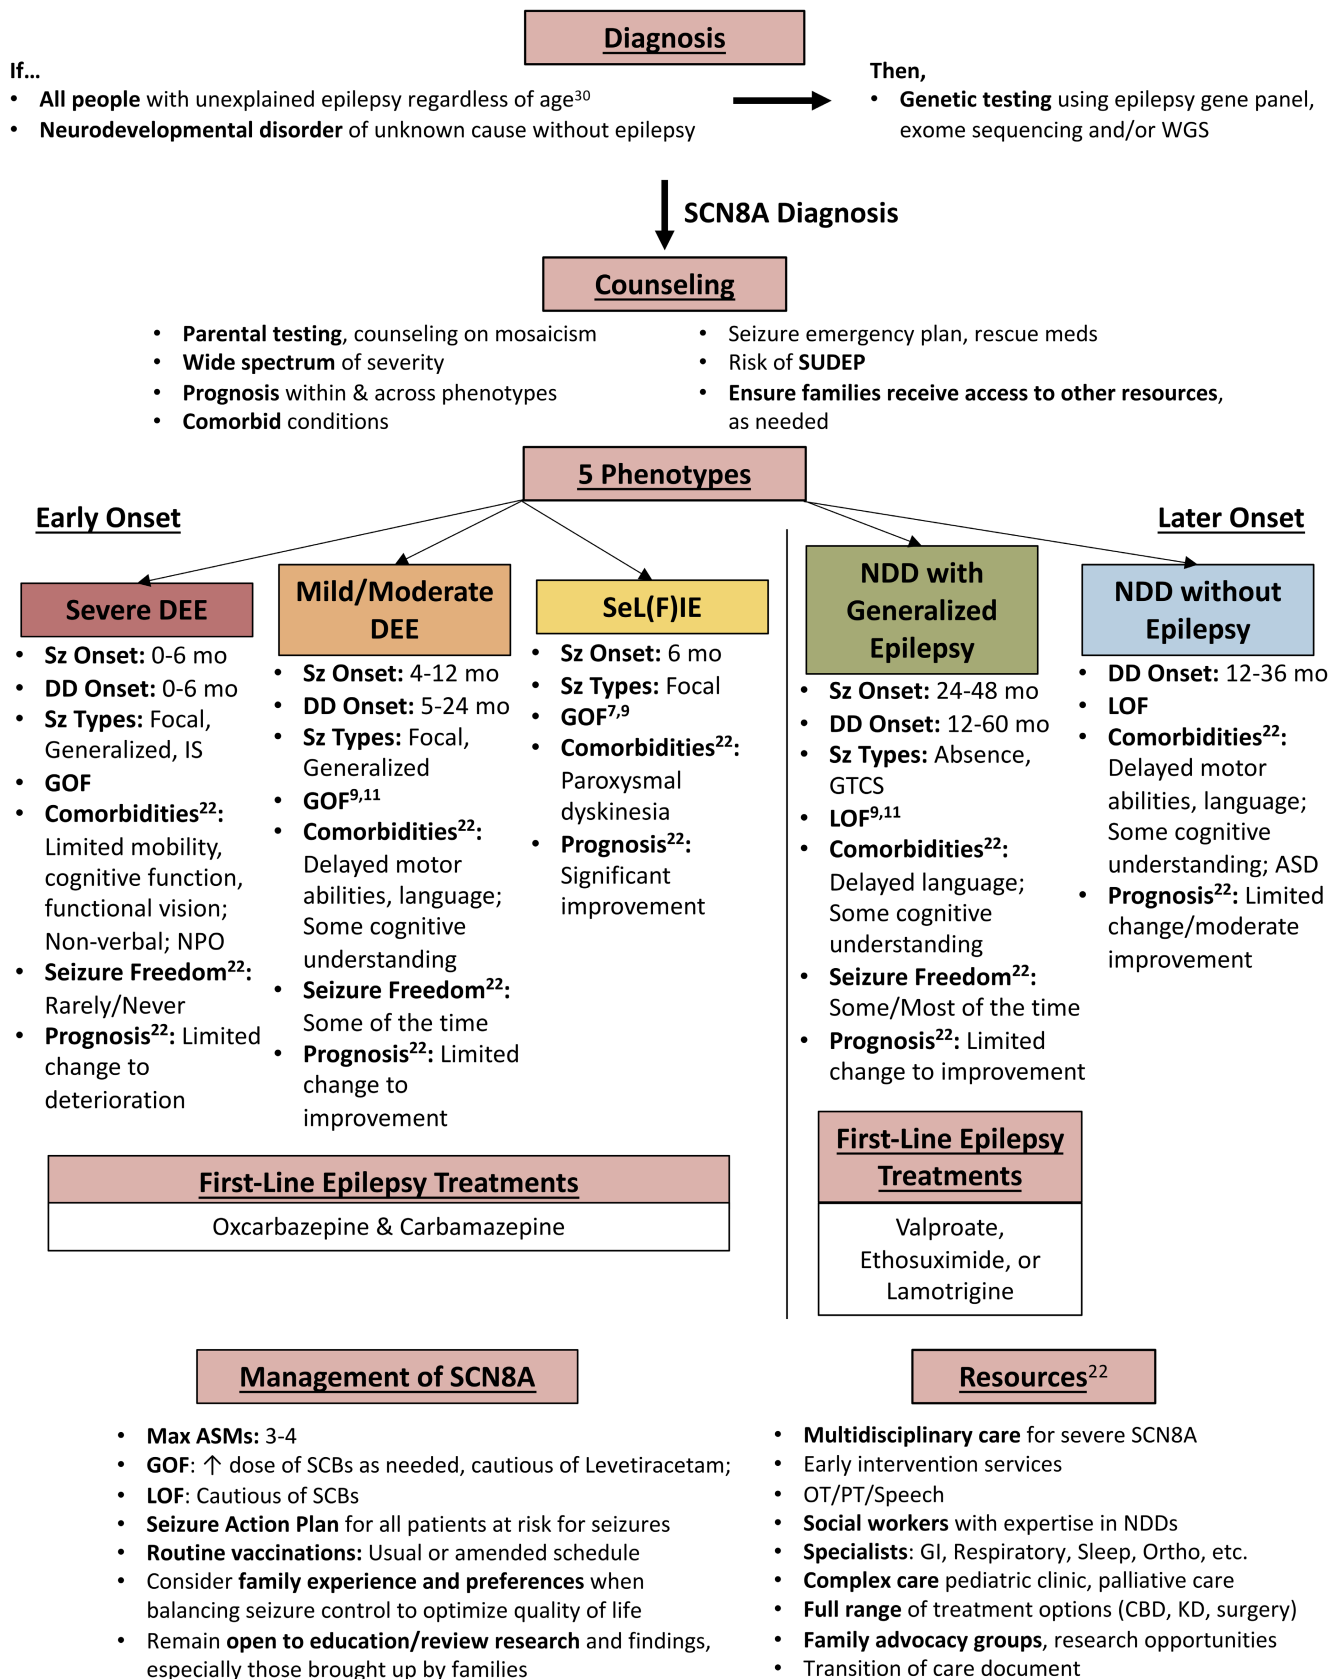 Diagnosis
If…
• All people with unexplained epilepsy regardless of age30
• Neurodevelopmental disorder of unknown cause without epilepsy
Then,
• Genetic testing using epilepsy gene panel,
exome sequencing and/or WGS
SCN8A Diagnosis
Counseling
• Parental testing, counseling on mosaicism
• Wide spectrum of severity
• Prognosis within & across phenotypes
• Comorbid conditions
• Seizure emergency plan, rescue meds
• Risk of SUDEP
• Ensure families receive access to other resources,
as needed
5 Phenotypes
Early Onset
Later Onset
Severe DEE
• Sz Onset: 0-6 mo
• DD Onset: 0-6 mo
• Sz Types: Focal,
Generalized, IS
• GOF
• Comorbidities22:
Limited mobility,
cognitive function,
functional vision;
Non-verbal; NPO
• Seizure Freedom22:
Rarely/Never
• Prognosis22: Limited
change to
deterioration
Mild/Moderate
DEE
• Sz Onset: 4-12 mo
• DD Onset: 5-24 mo
• Sz Types: Focal,
Generalized
• GOF9,11
• Comorbidities22:
Delayed motor
abilities, language;
Some cognitive
understanding
• Seizure Freedom22:
Some of the time
• Prognosis22: Limited
change to
improvement
SeL(F)IE
• Sz Onset: 6 mo
• Sz Types: Focal
• GOF7,9
• Comorbidities22:
Paroxysmal
dyskinesia
• Prognosis22:
Significant
improvement
NDD with
Generalized
Epilepsy
• Sz Onset: 24-48 mo
• DD Onset: 12-60 mo
• Sz Types: Absence,
GTCS
• LOF9,11
• Comorbidities22:
Delayed language;
Some cognitive
understanding
• Seizure Freedom22:
Some/Most of the time
• Prognosis22: Limited
change to improvement
NDD without
Epilepsy
• DD Onset: 12-36 mo
• LOF
• Comorbidities22:
Delayed motor
abilities, language;
Some cognitive
understanding; ASD
• Prognosis22: Limited
change/moderate
improvement
First-Line Epilepsy Treatments
Oxcarbazepine & Carbamazepine
First-Line Epilepsy
Treatments
Valproate,
Ethosuximide, or
Lamotrigine
Management of SCN8A
• Max ASMs: 3-4
• GOF: ↑ dose of SCBs as needed, cautious of Levetiracetam;
• LOF: Cautious of SCBs
• Seizure Action Plan for all patients at risk for seizures
• Routine vaccinations: Usual or amended schedule
• Consider family experience and preferences when
balancing seizure control to optimize quality of life
• Remain open to education/review research and findings,
especially those brought up by families
Resources22
• Multidisciplinary care for severe SCN8A
• Early intervention services
• OT/PT/Speech
• Social workers with expertise in NDDs
• Specialists: GI, Respiratory, Sleep, Ortho, etc.
• Complex care pediatric clinic, palliative care
• Full range of treatment options (CBD, KD, surgery)
• Family advocacy groups, research opportunities
• Transition of care document